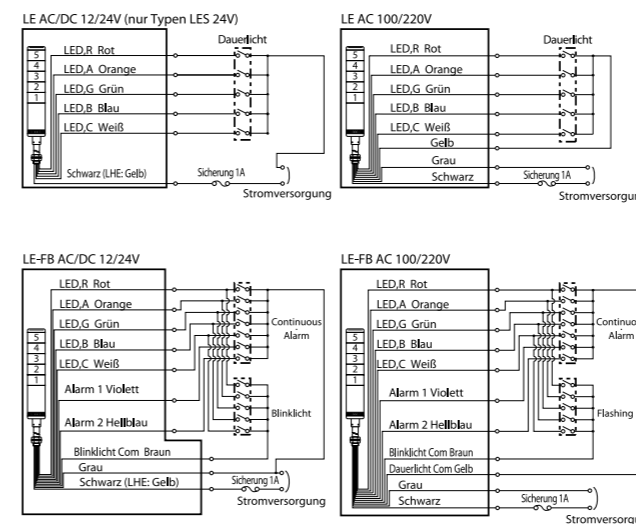 LE AC/DC 12/24V (nur Typen LES 24V)
Dauerlicht
LED,R Rot
LED,A Orange
LED,G Grün
LED,B Blau
LED,C Weiß
5
4
3
2
1
Schwarz (LHE: Gelb)
Sicherung 1A
Stromversorgung
LE AC 100/220V
Dauerlicht
LED,R Rot
LED,A Orange
LED,G Grün
LED,B Blau
LED,C Weiß
5
4
3
2
1
Gelb
Grau
Schwarz
Sicherung 1A
Stromversorgu
LE-FB AC/DC 12/24V
LED,R Rot
LED,A Orange
LED,G Grün
LED,B Blau
LED,C Weiß
5
4
3
2
1
Continuous
Alarm
Alarm 1 Violett
Alarm 2 Hellblau
Blinklicht
Blinklicht Com Braun
Grau
Schwarz (LHE: Gelb)
Sicherung 1A
Stromversorgung
LE-FB AC 100/220V
LED,R Rot
LED,A Orange
LED,G Grün
LED,B Blau
LED,C Weiß
5
4
3
2
1
Continuo
Alarm
Alarm 1 Violett
Alarm 2 Hellblau
Flashing
Blinklicht Com Braun
Dauerlicht Com Gelb
Grau
Schwarz
Sicherung 1A
Stromversorgu